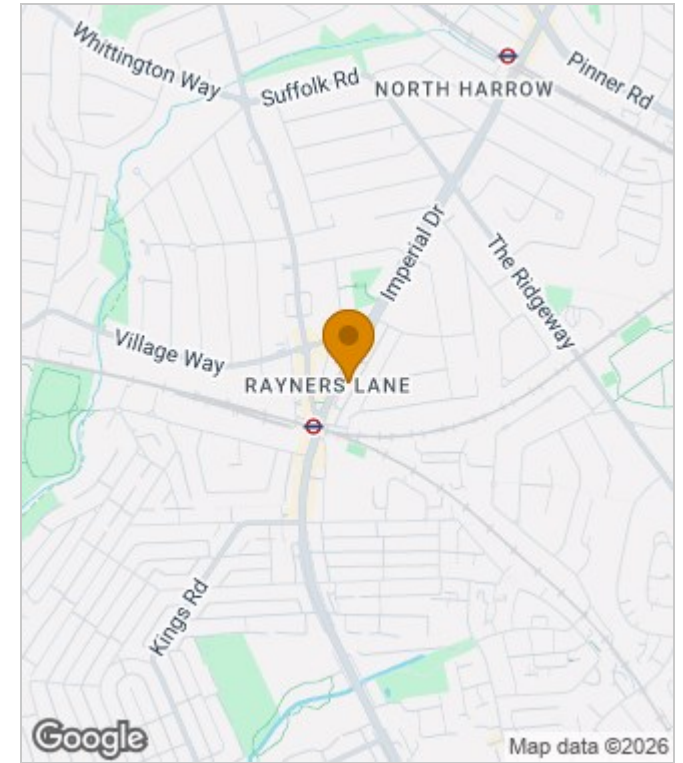 Whittington Way
Suffolk Rd
NORTH HARROW
Pinner Rd
Imperial Dr
The Ridgeway
Village Way
RAYNERS LANE
Kings Rd
Google
Map data ©2026